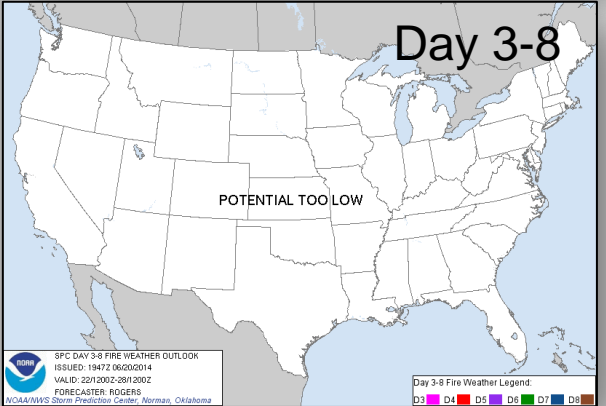 Day 3-8
POTENTIAL TOO LOW
NOAA
SPC DAY 3-8 FIRE WEATHER OUTLOOK
ISSUED: 1947Z 06/20/2014
VALID: 22/1200Z-28/1200Z
FORECASTER: ROGERS
NOAA/NWS Storm Prediction Center, Norman, Oklahoma
Day 3-8 Fire Weather Legend:
D3 D4 D5 D6 D7 D8